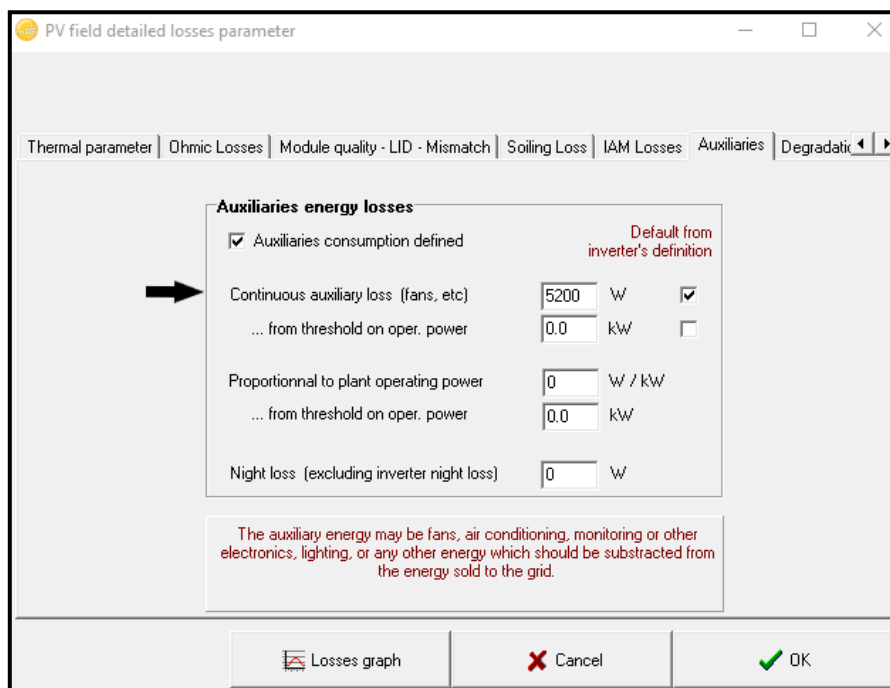 PV field detailed losses parameter
Thermal parameter Ohmic Losses Module quality - LID - Mismatch Soiling Loss IAM Losses Auxiliaries Degradatic
Auxiliaries energy losses
Auxiliaries consumption defined
Default from
inverter's definition
Continuous auxiliary loss (fans, etc) 5200 W
... from threshold on oper. power 0.0 kW
Proportionnal to plant operating power 0 W / kW
... from threshold on oper. power 0.0 kW
Night loss (excluding inverter night loss) 0 W
The auxiliary energy may be fans, air conditioning, monitoring or other
electronics, lighting, or any other energy which should be substracted from
the energy sold to the grid.
Losses graph Cancel OK